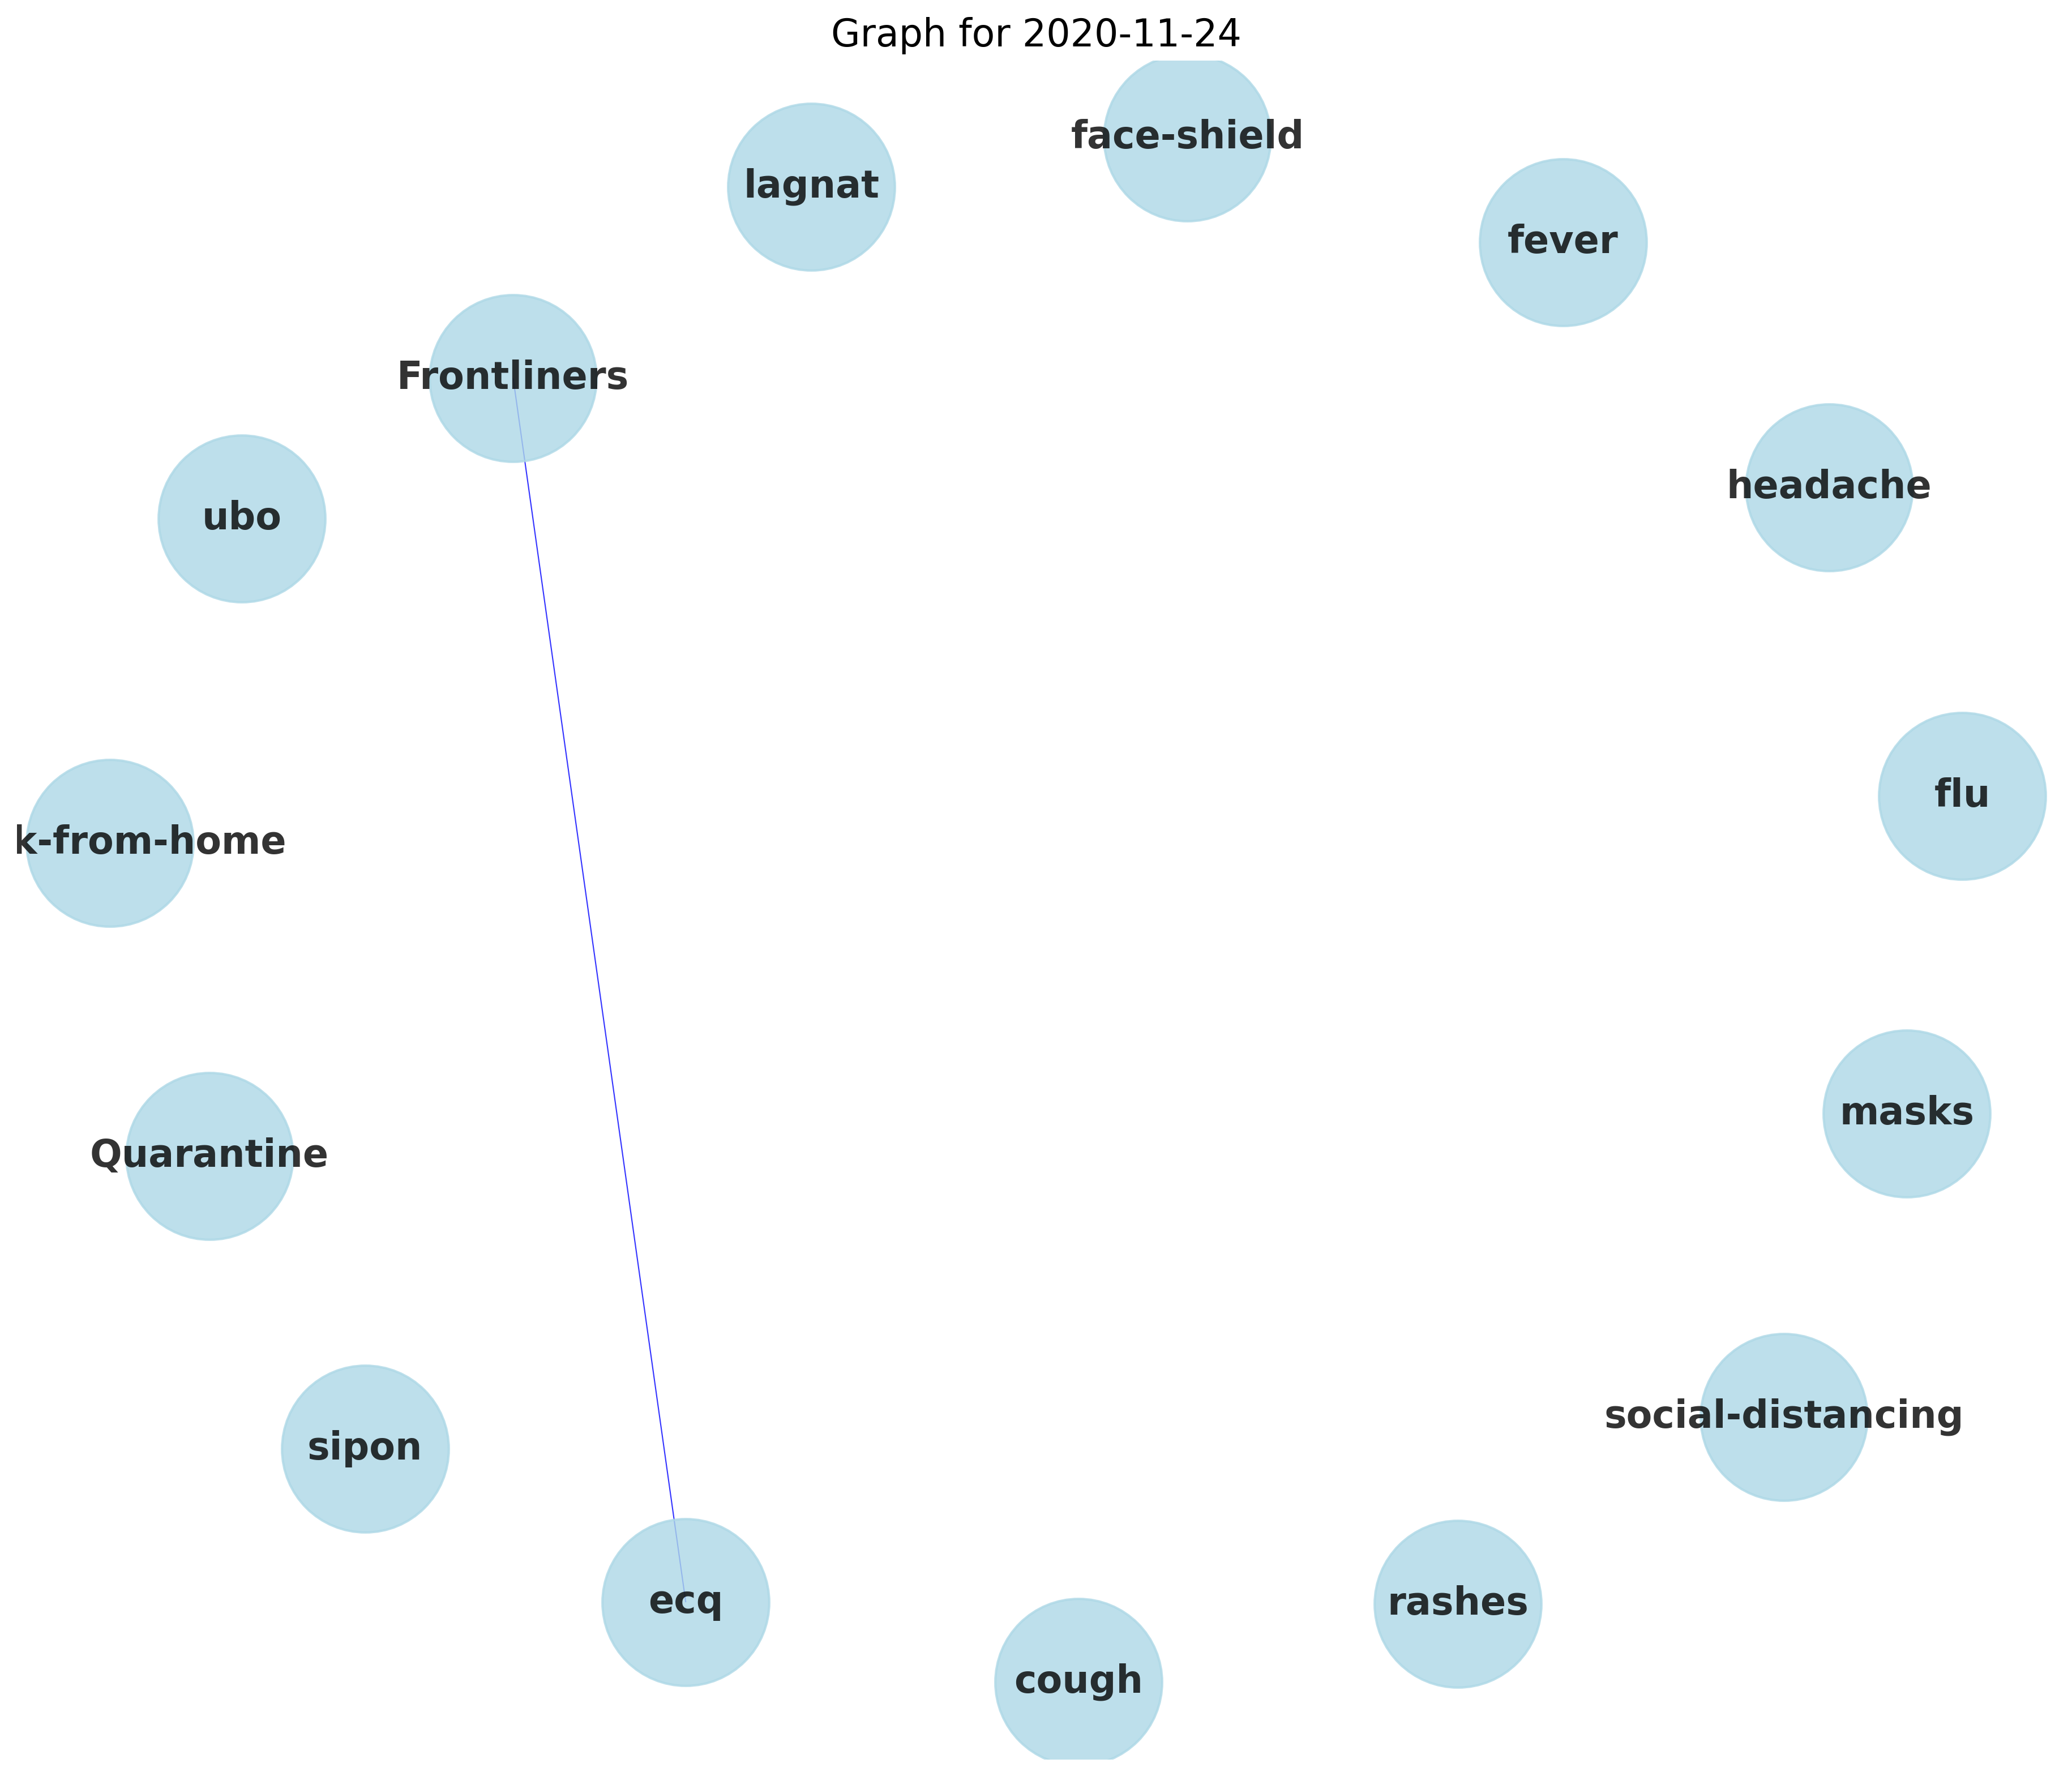 Graph for 2020-11-24
face-shield
lagnat
fever
Frontliners
headache
ubo
flu
k-from-home
masks
Quarantine
social-distancing
sipon
ecq
rashes
cough